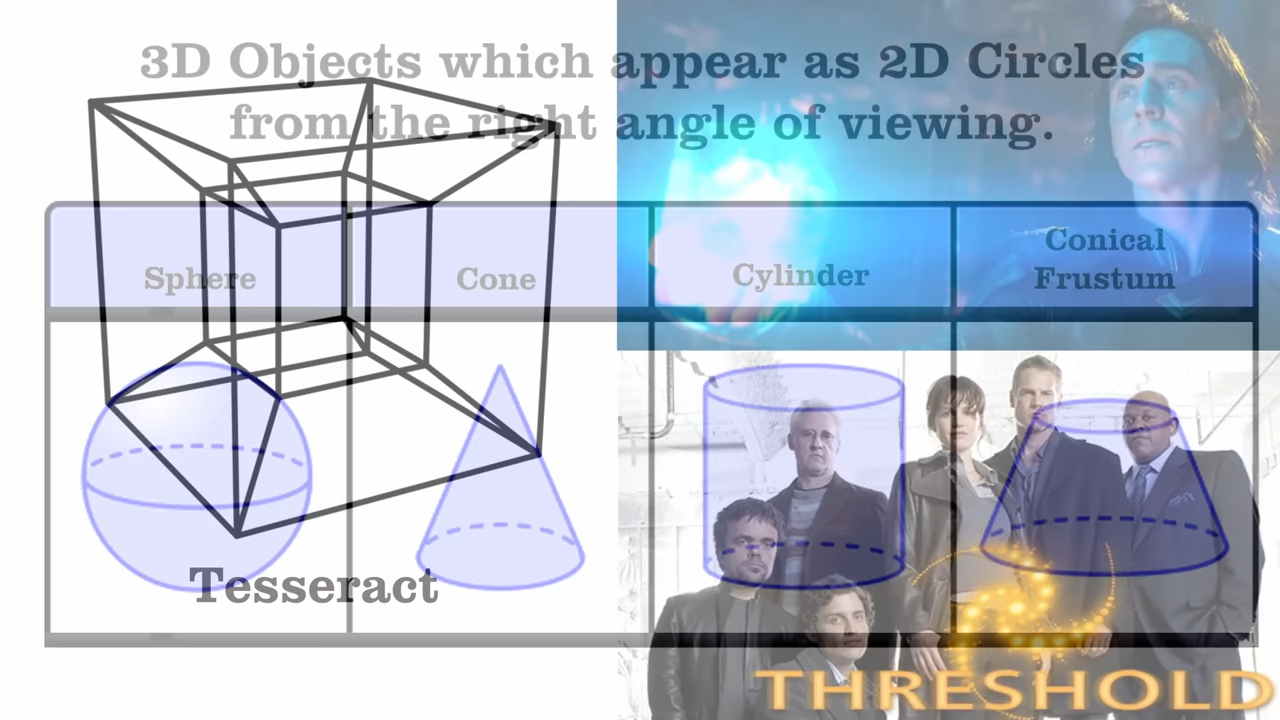 3D Objects which appear as 2D Circles
from the right angle of viewing.
Sphere
Cone
Cylinder
Conical
Frustum
Tesseract
THRESHOLD